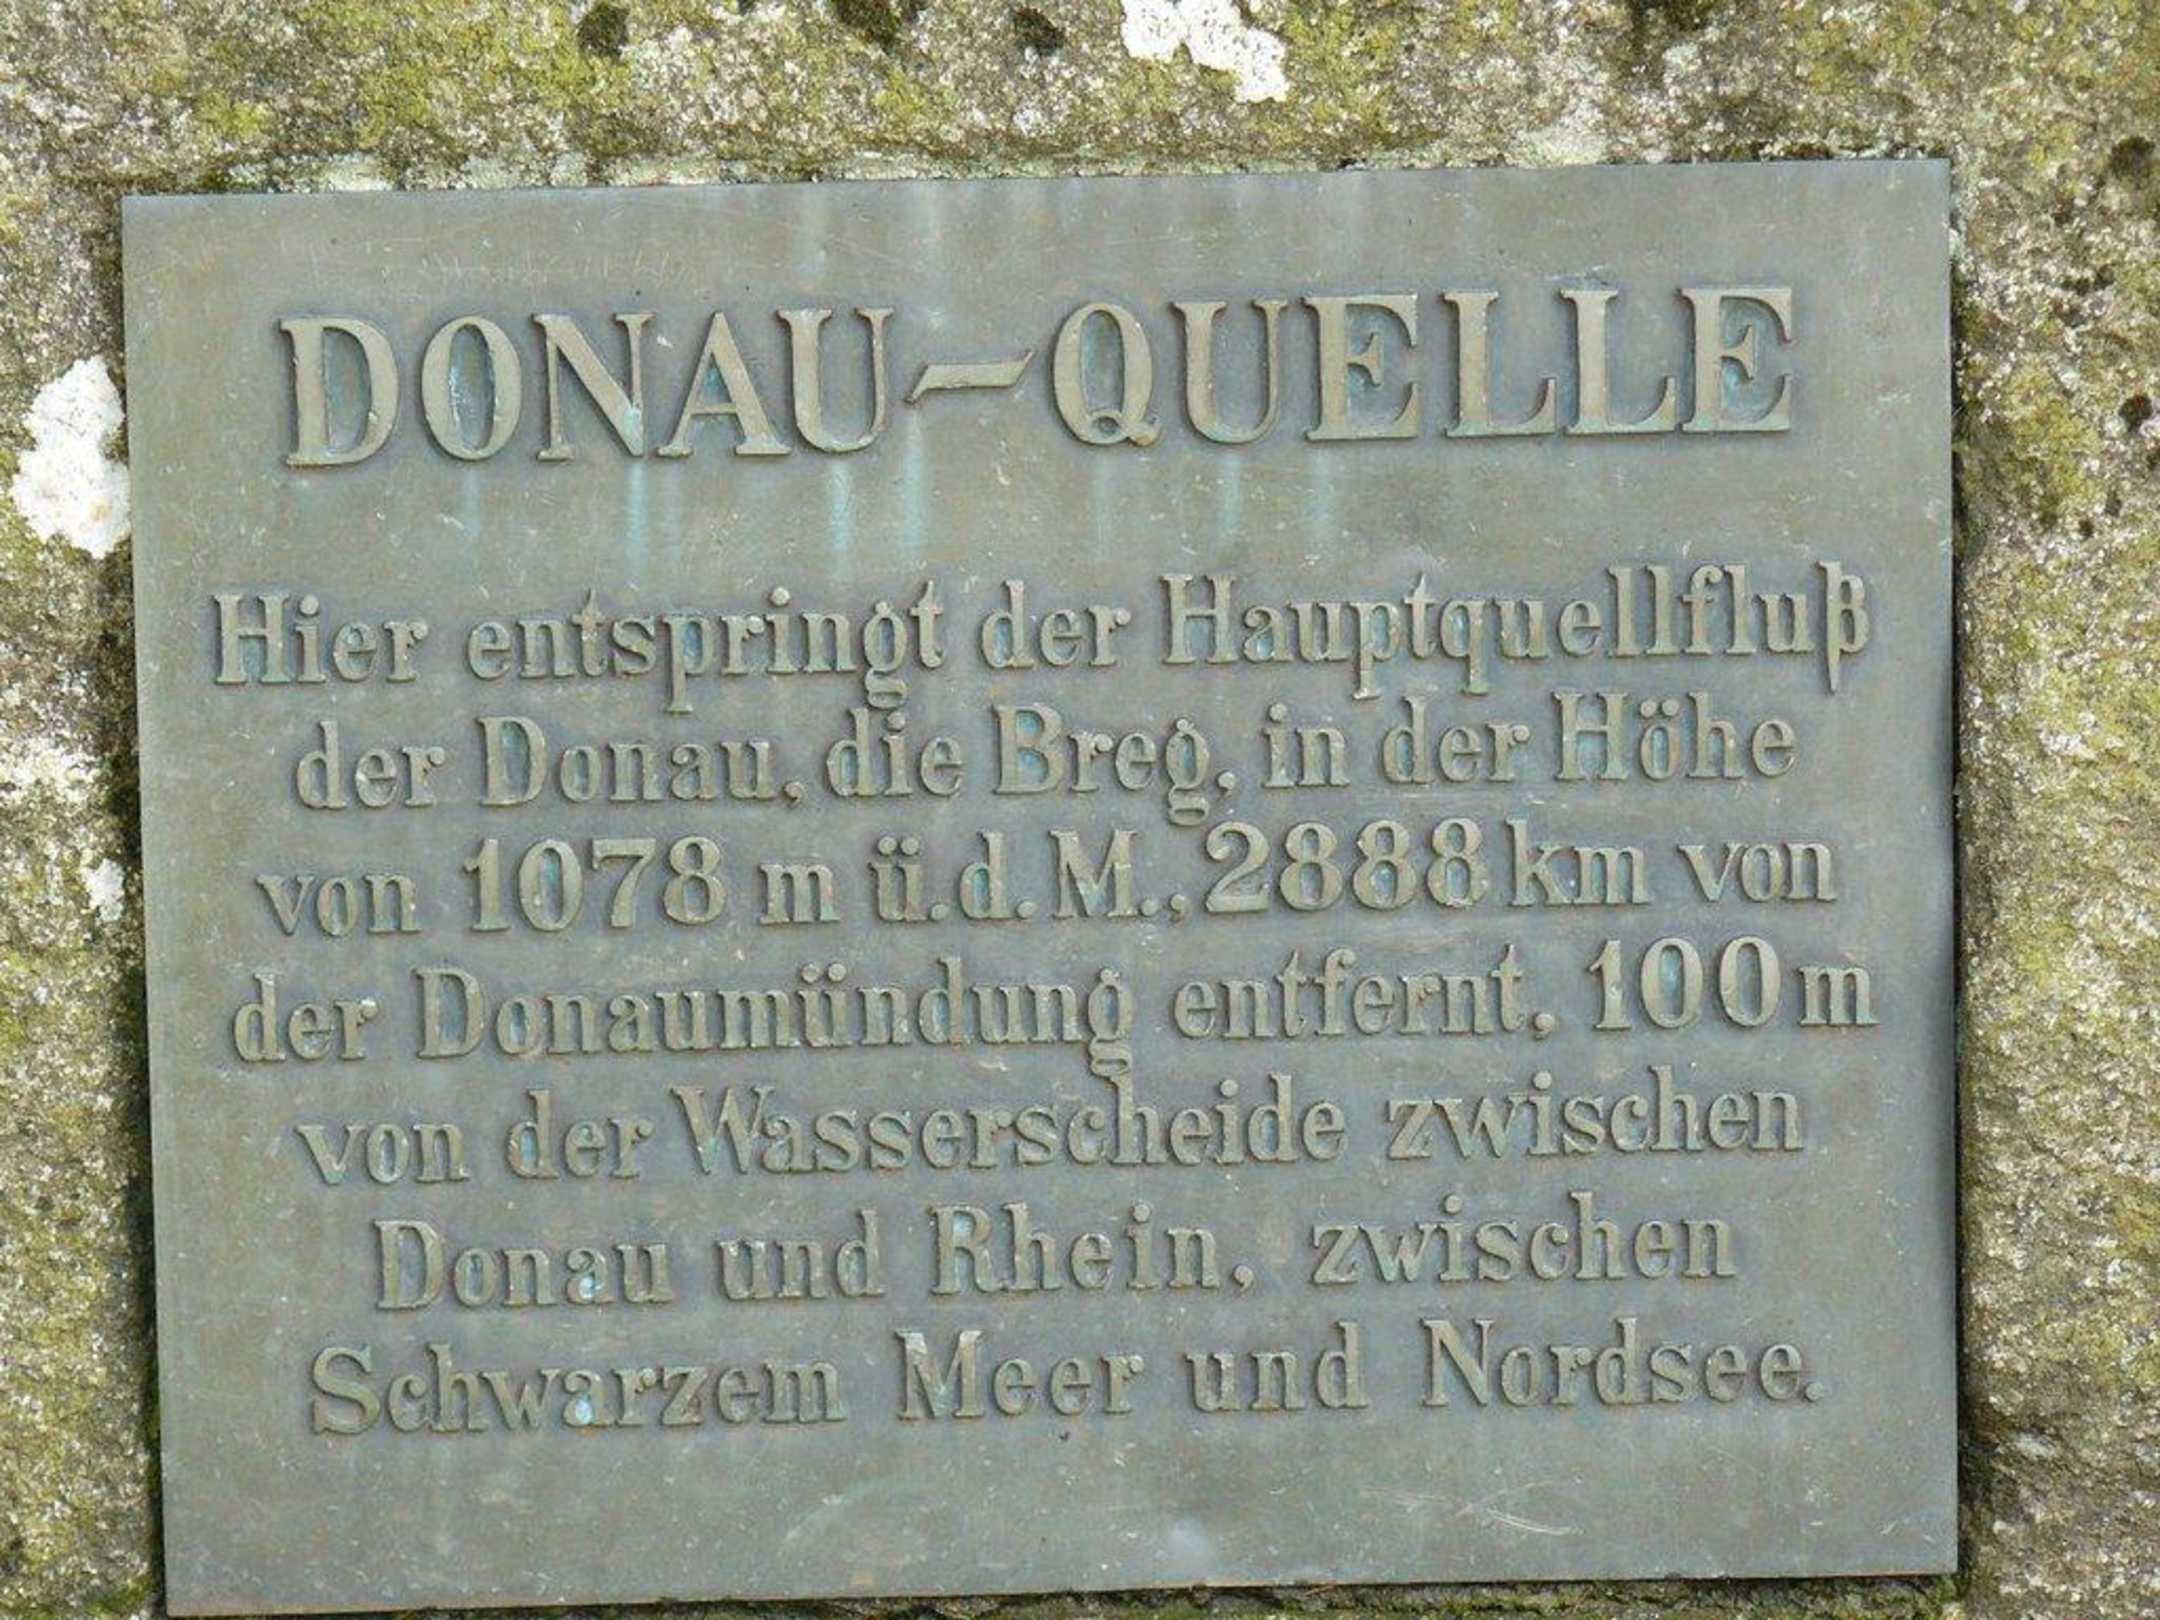 DONAU-QUELLE
Hier entspringt der Hauptquellfluß
der Donau, die Breg, in der Höhe
von 1078 m ü.d.M., 2888 km von
der Donaumündung entfernt, 100 m
von der Wasserscheide zwischen
Donau und Rhein, zwischen
Schwarzem Meer und Nordsee.